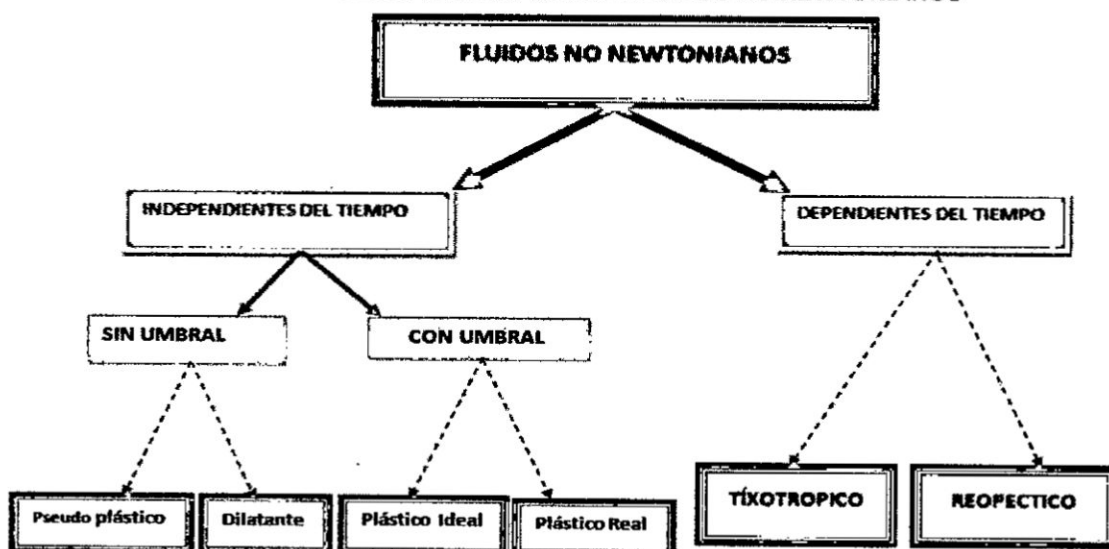 FLUIDOS NO NEWTONIANOS
INDEPENDIENTES DEL TIEMPO
DEPENDIENTES DEL TIEMPO
SIN UMBRAL
CON UMBRAL
Pseudo plástico
Dilatante
Plástico Ideal
Plástico Real
TÍXOTROPICO
REOPECTICO